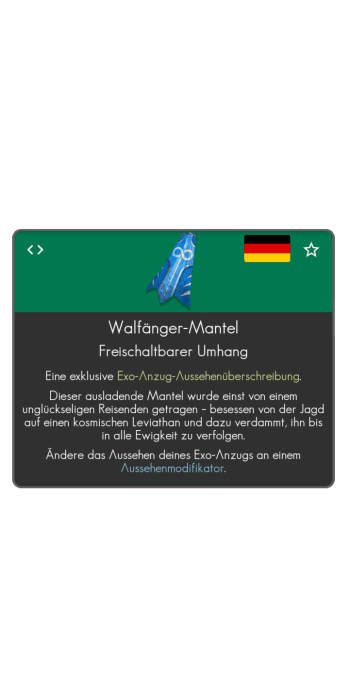 Walfänger-Mantel
Freischaltbarer Umhang
Eine exklusive Exo-Anzug-Aussehenüberschreibung.
Dieser ausladende Mantel wurde einst von einem
unglückseligen Reisenden getragen – besessen von der Jagd
auf einen kosmischen Leviathan und dazu verdammt, ihn bis
in alle Ewigkeit zu verfolgen.
Ändere das Aussehen deines Exo-Anzugs an einem
Aussehenmodifikator.